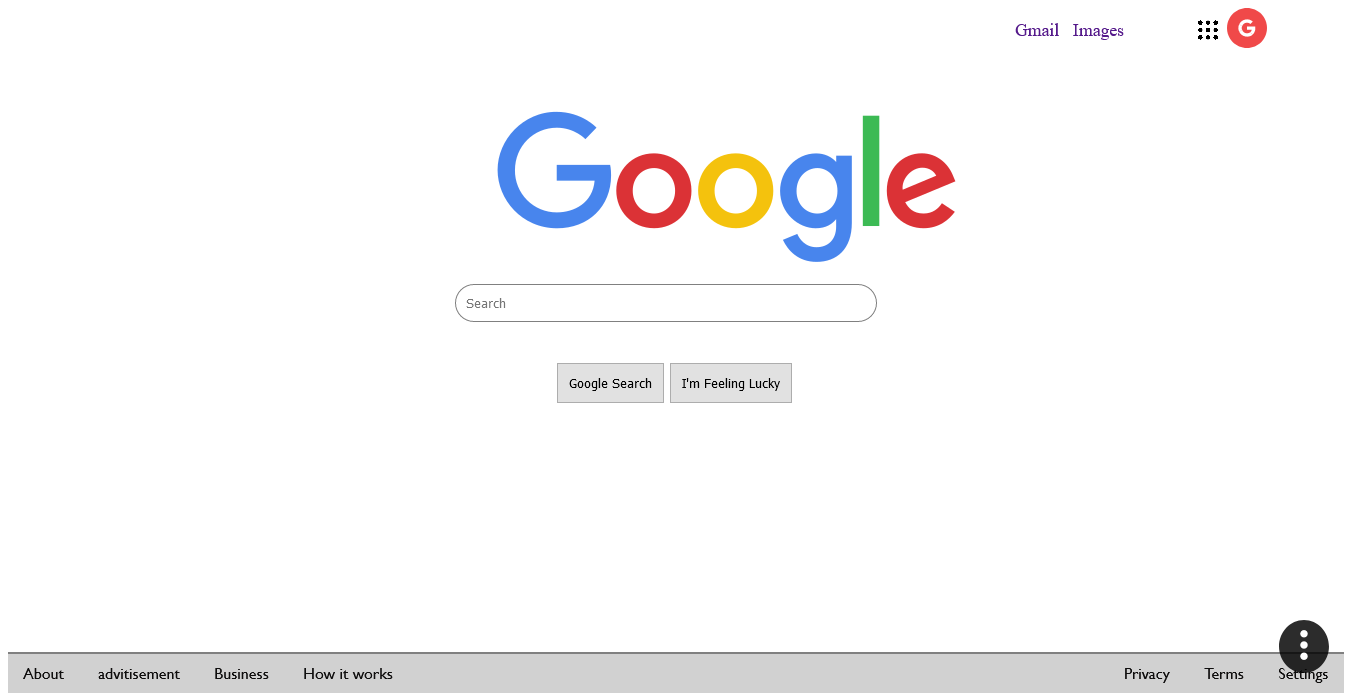 Gmail Images
G
Google
Search
Google Search I'm Feeling Lucky
About advitisement Business How it works Privacy Terms Settings